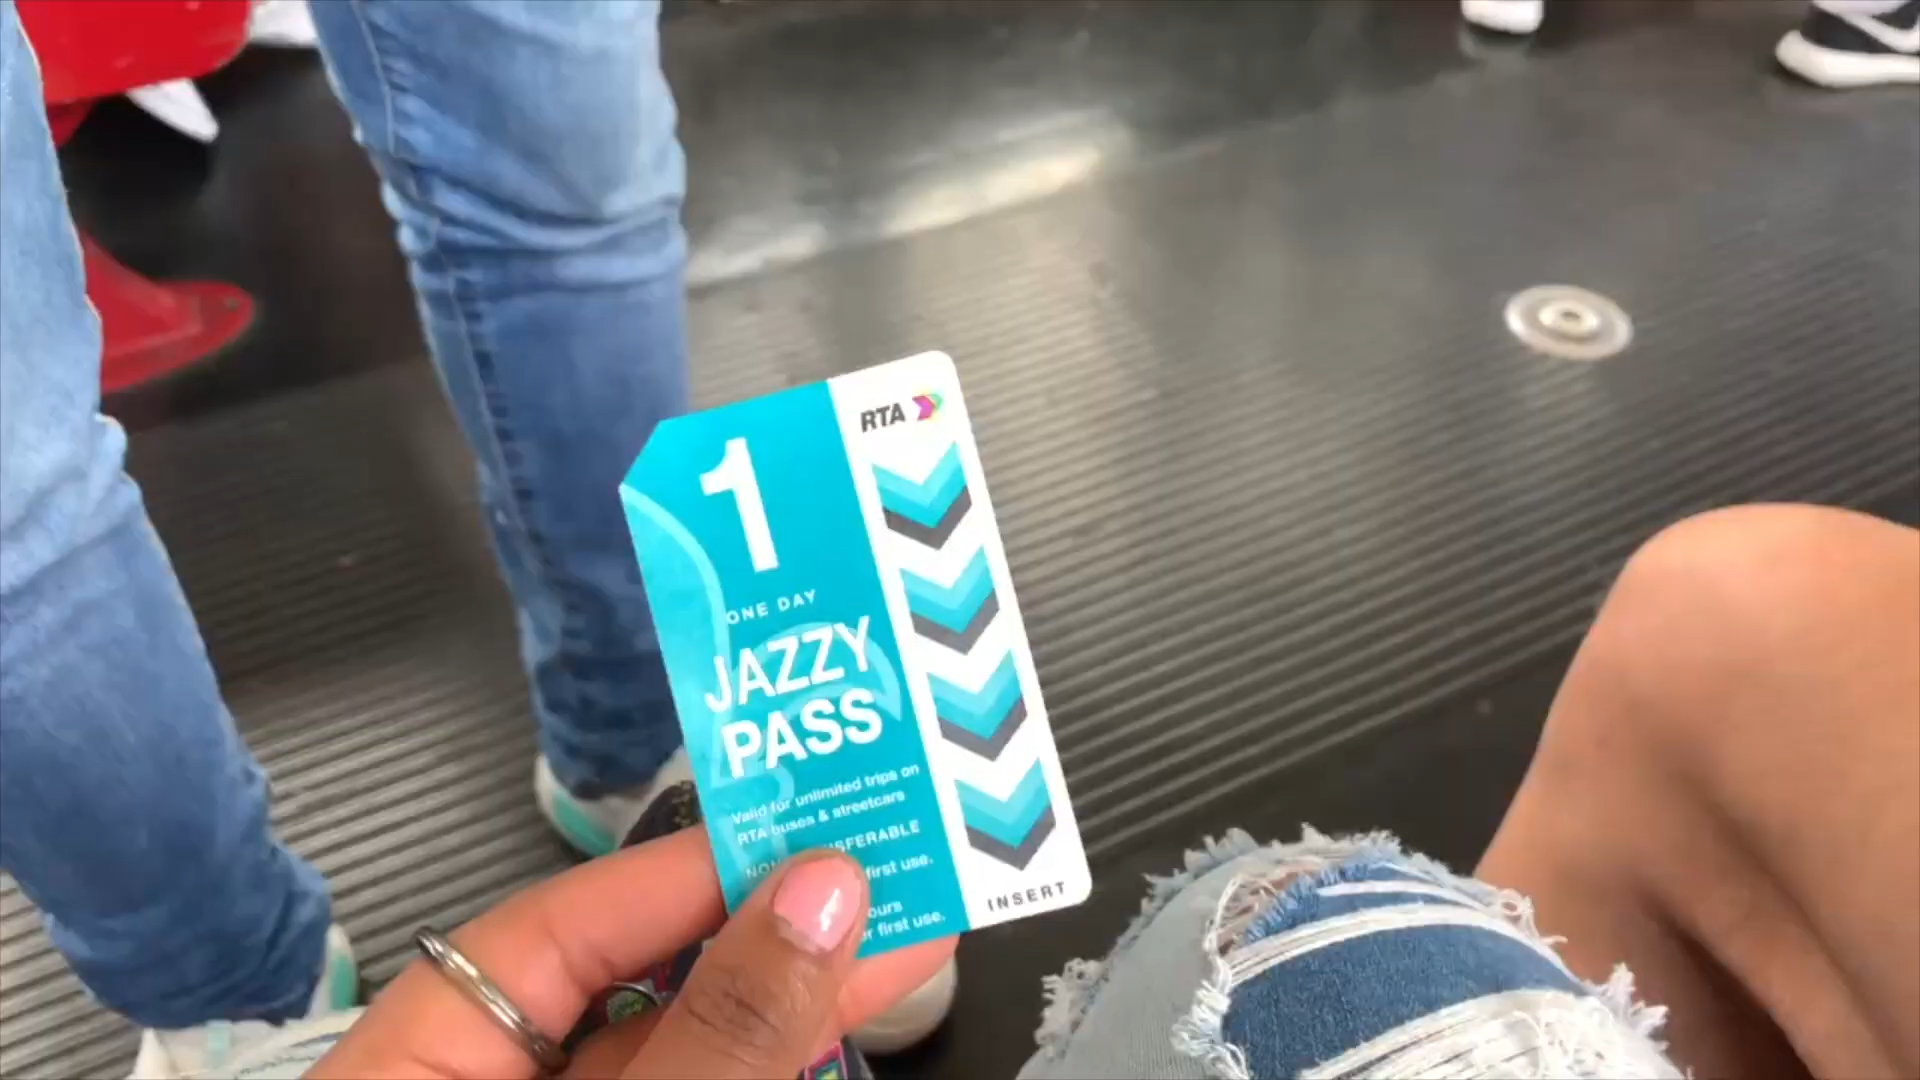 RTA
1
ONE DAY
JAZZY
PASS
Valid for unlimited trips on
RTA buses & streetcars
first use.
first use.
INSERT